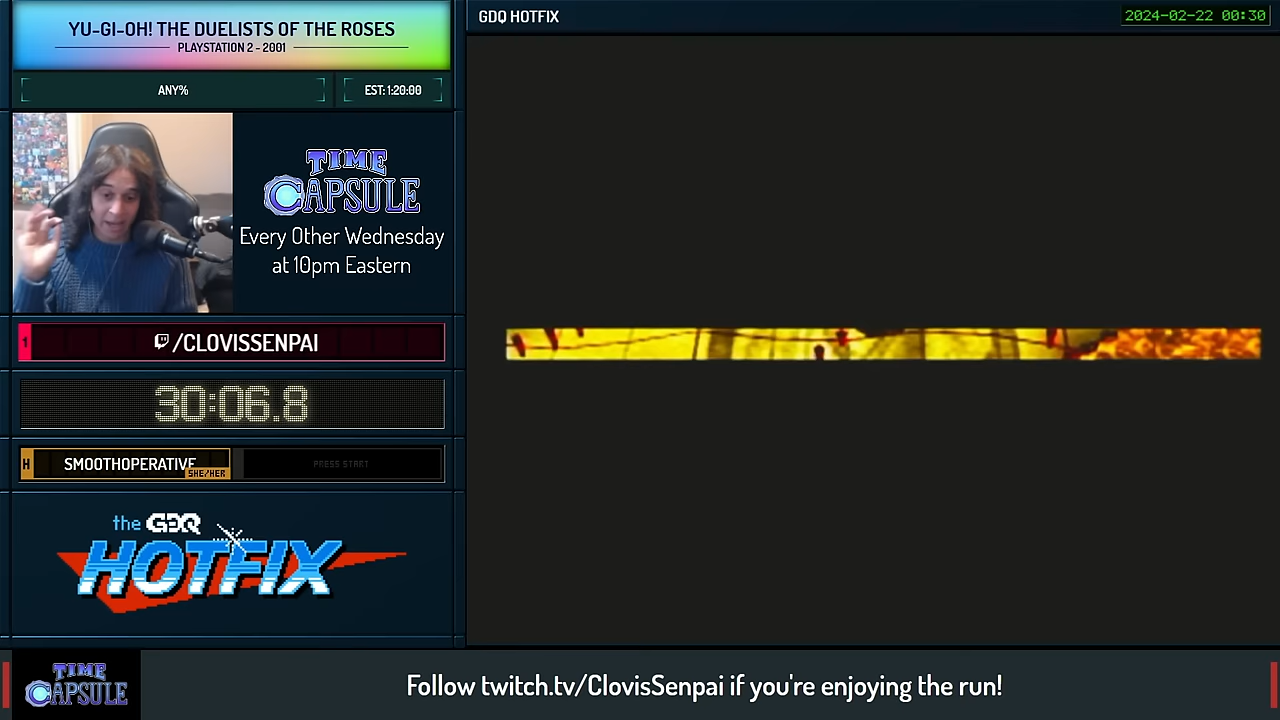 YU-GI-OH! THE DUELISTS OF THE ROSES
PLAYSTATION 2 - 2001
ANY%
EST: 1:20:00
GDQ HOTFIX
2024-02-22 00:30
TIME CAPSULE
Every Other Wednesday
at 10pm Eastern
1
/CLOVISSENPAI
30:06.8
H
SMOOTHOPERATIVE
SHE/HER
PRESS START
the GDQ
HOTFIX
TIME CAPSULE
Follow twitch.tv/ClovisSenpai if you're enjoying the run!